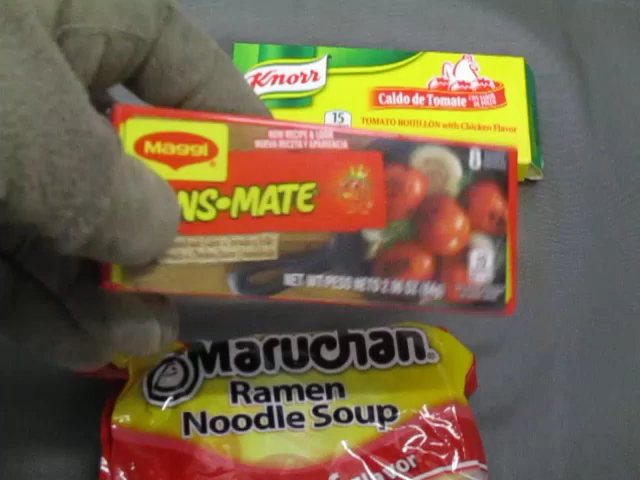 Knorr
Caldo de Tomate
15
TOMATO BOUILLON with Chicken Flavor
NEW RECIPE & LOOK
NUEVA RECETA Y APARIENCIA
Maggi
NS•MATE
8
NET WT/PESO NETO 2.96 OZ
Maruchan
Ramen
Noodle Soup